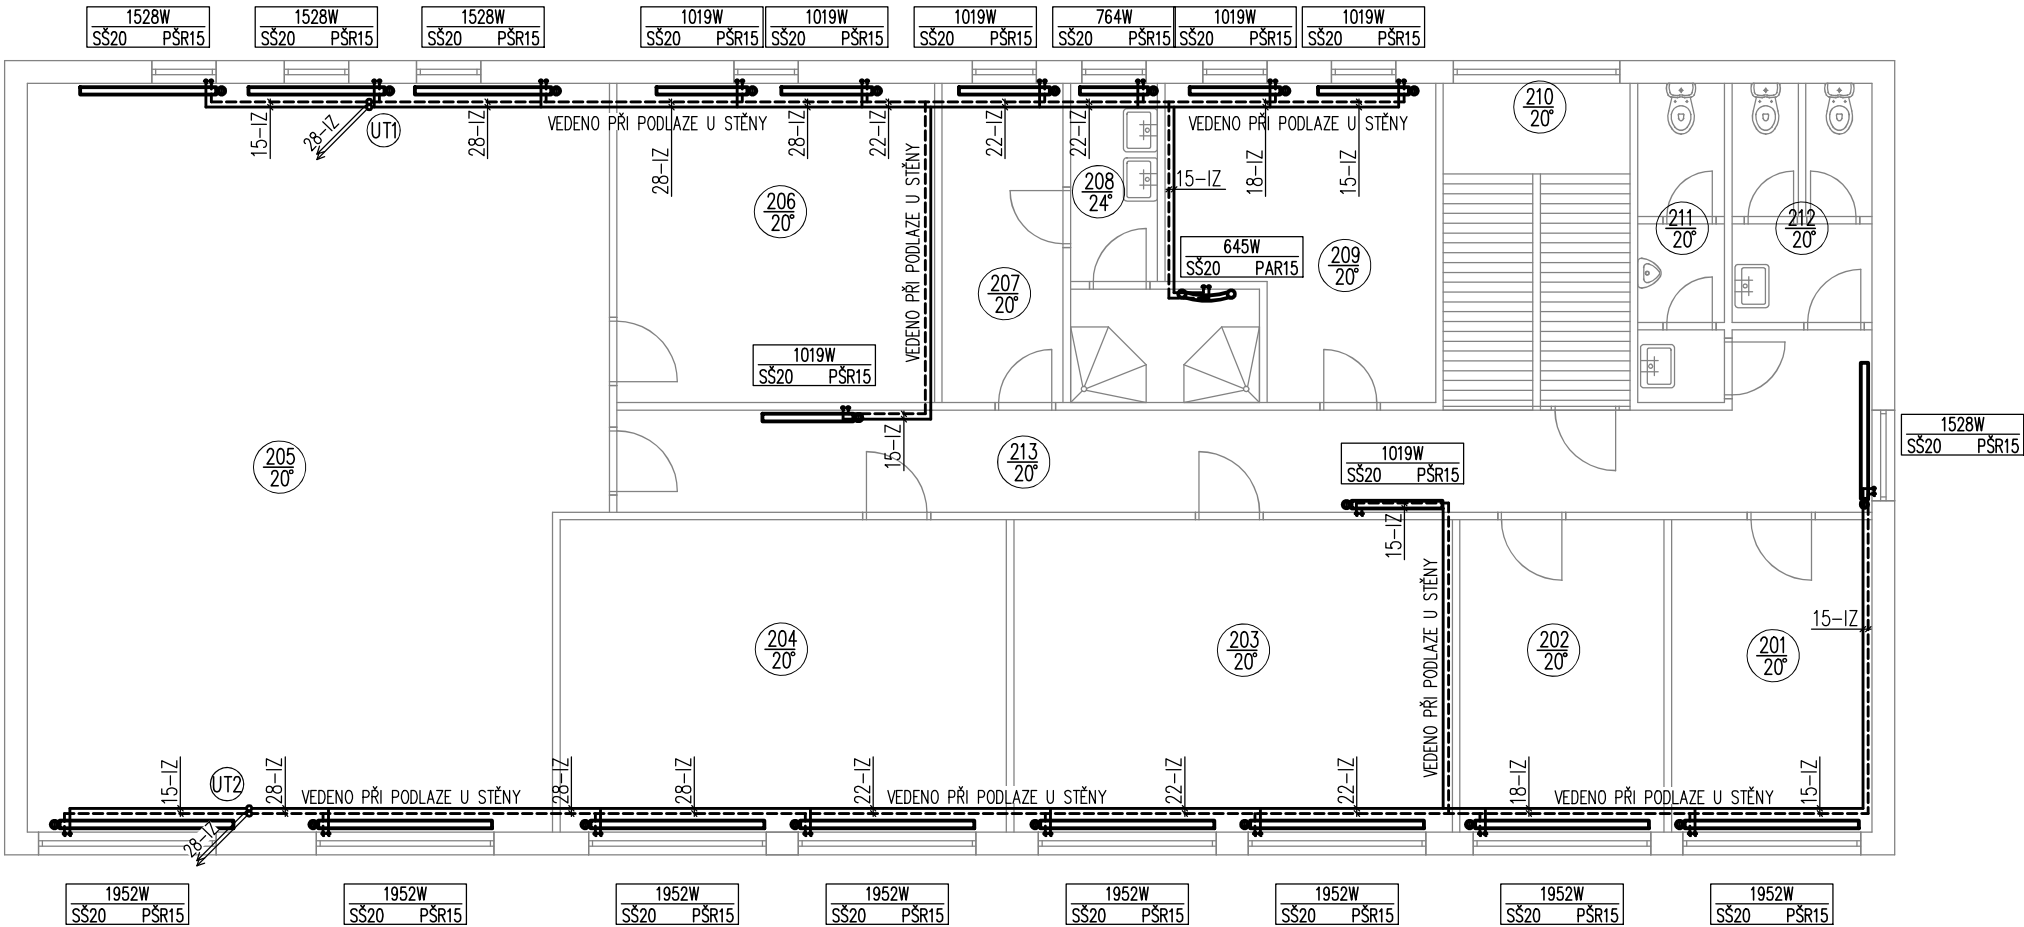 1528W
SŠ20 PŠR15
1528W
SŠ20 PŠR15
1528W
SŠ20 PŠR15
1019W
SŠ20 PŠR15
1019W
SŠ20 PŠR15
1019W
SŠ20 PŠR15
764W
SŠ20 PŠR15
1019W
SŠ20 PŠR15
1019W
SŠ20 PŠR15
15-IZ
28-IZ
UT1
28-IZ
VEDENO PŘI PODLAZE U STĚNY
28-IZ
28-IZ
22-IZ
VEDENO PŘI PODLAZE U STĚNY
22-IZ
22-IZ
15-IZ
VEDENO PŘI PODLAZE U STĚNY
18-IZ
15-IZ
210
20°
206
20°
208
24°
211
20°
212
20°
645W
SŠ20 PAR15
209
20°
207
20°
1019W
SŠ20 PŠR15
15-IZ
205
20°
213
20°
1019W
SŠ20 PŠR15
15-IZ
1528W
SŠ20 PŠR15
204
20°
203
20°
VEDENO PŘI PODLAZE U STĚNY
202
20°
201
20°
15-IZ
15-IZ
UT2
28-IZ
28-IZ
VEDENO PŘI PODLAZE U STĚNY
28-IZ
28-IZ
22-IZ
VEDENO PŘI PODLAZE U STĚNY
22-IZ
22-IZ
18-IZ
VEDENO PŘI PODLAZE U STĚNY
15-IZ
1952W
SŠ20 PŠR15
1952W
SŠ20 PŠR15
1952W
SŠ20 PŠR15
1952W
SŠ20 PŠR15
1952W
SŠ20 PŠR15
1952W
SŠ20 PŠR15
1952W
SŠ20 PŠR15
1952W
SŠ20 PŠR15